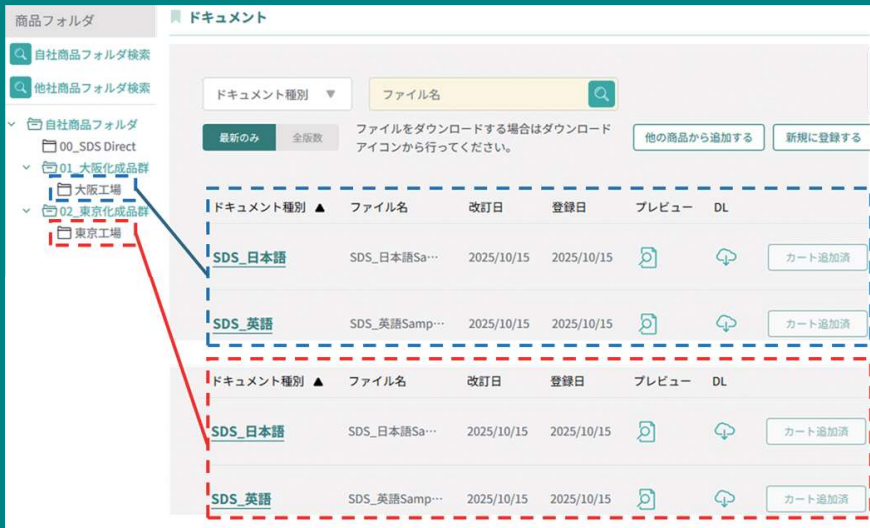 商品フォルダ
自社商品フォルダ検索
他社商品フォルダ検索
自社商品フォルダ
00_SDS Direct
01_大阪化成品群
大阪工場
02_東京化成品群
東京工場
ドキュメント
ドキュメント種別 ▼ ファイル名
最新のみ 全版数
ファイルをダウンロードする場合はダウンロード
アイコンから行ってください。
他の商品から追加する 新規に登録する
ドキュメント種別 ▲ ファイル名 改訂日 登録日 プレビュー DL
SDS_日本語 SDS_日本語Sa… 2025/10/15 2025/10/15 カート追加済
SDS_英語 SDS_英語Samp… 2025/10/15 2025/10/15 カート追加済
ドキュメント種別 ▲ ファイル名 改訂日 登録日 プレビュー DL
SDS_日本語 SDS_日本語Sa… 2025/10/15 2025/10/15 カート追加済
SDS_英語 SDS_英語Samp… 2025/10/15 2025/10/15 カート追加済